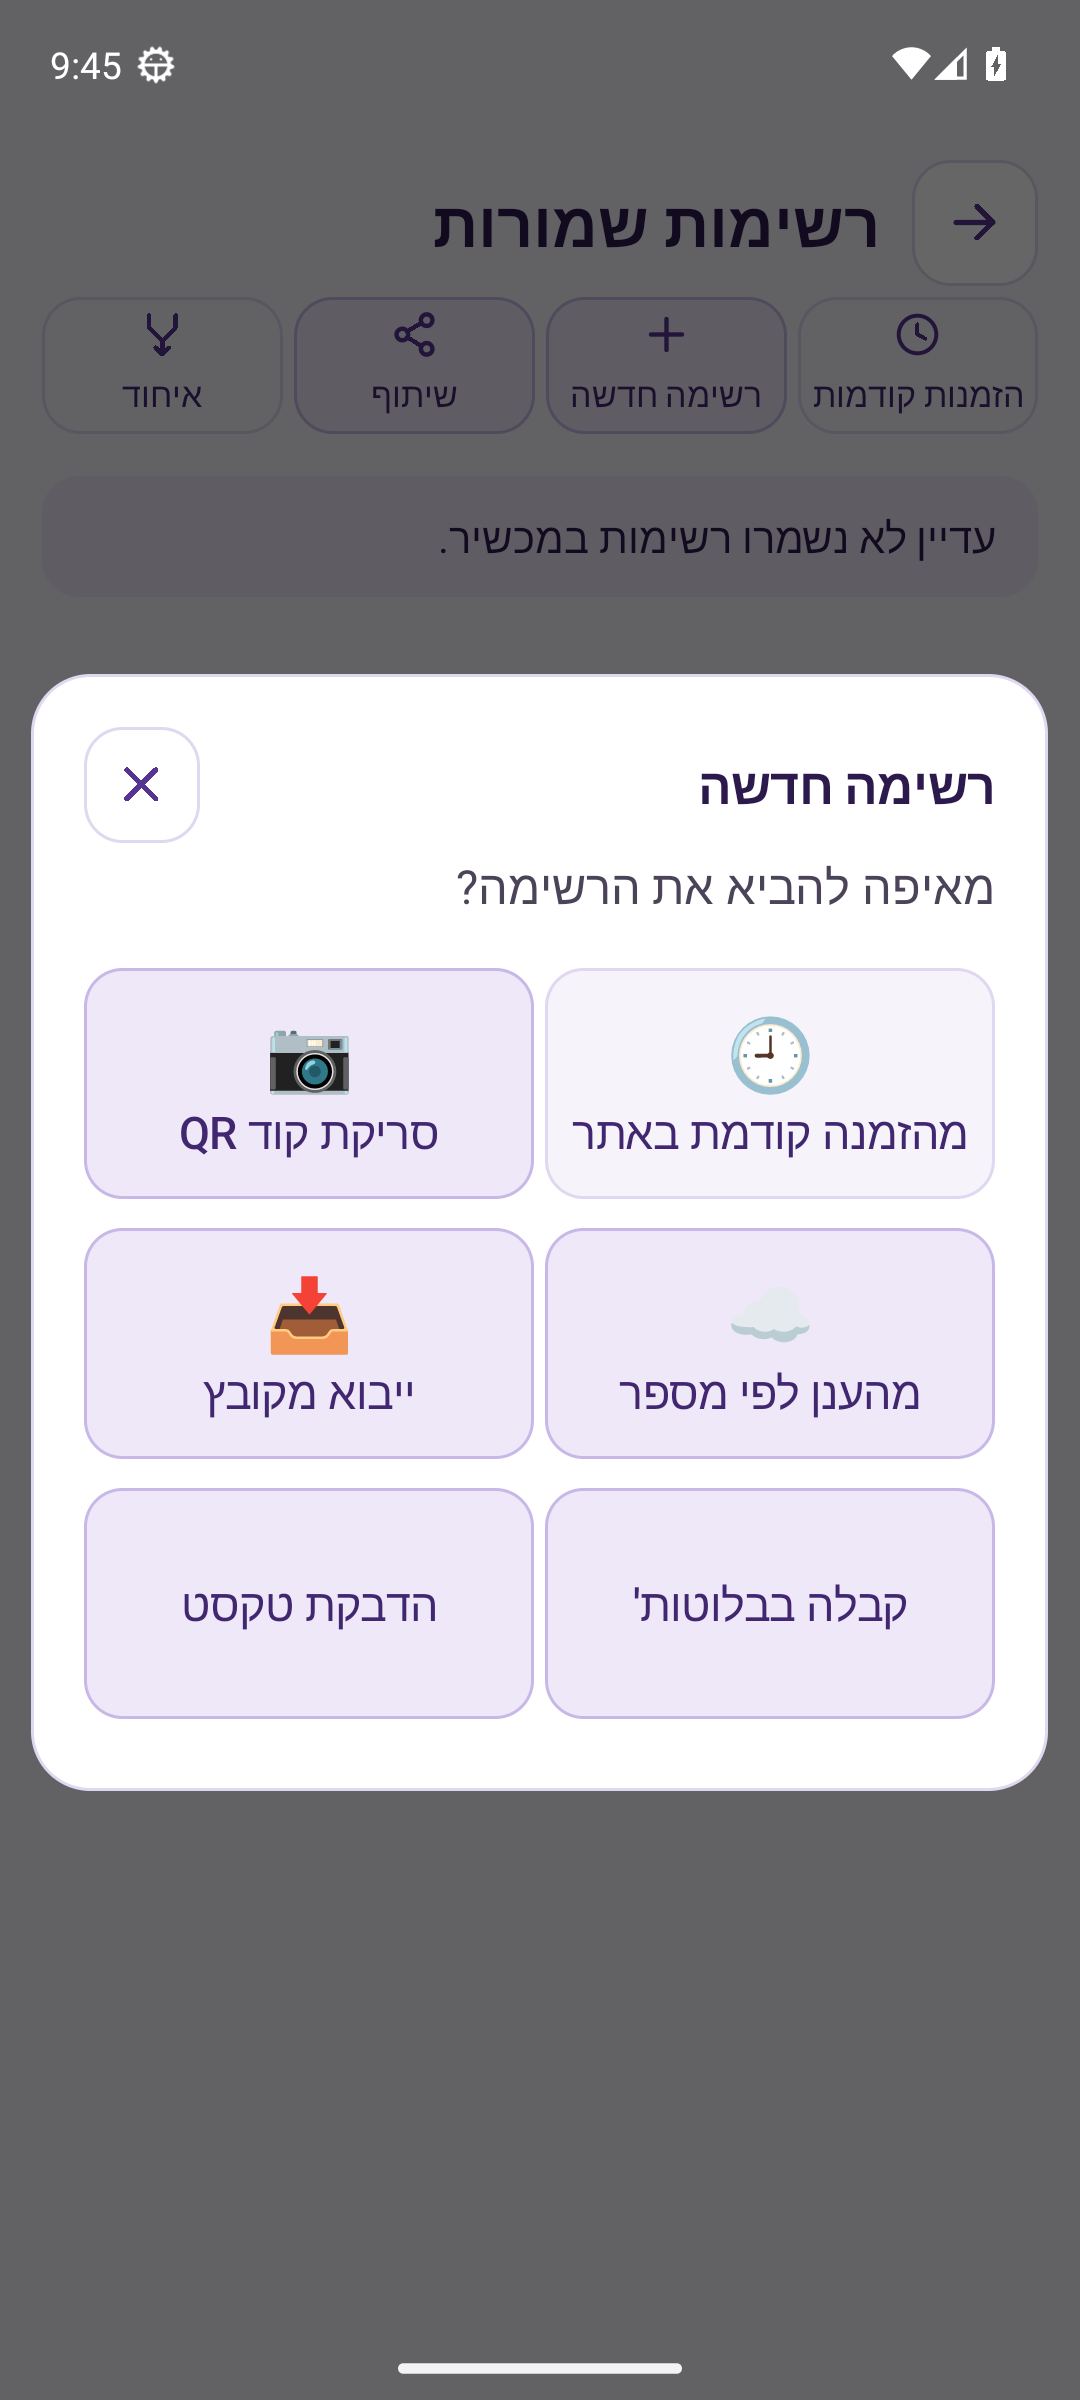 9:45
רשימות שמורות
הזמנות קודמות
רשימה חדשה
שיתוף
איחוד
עדיין לא נשמרו רשימות במכשיר.
רשימה חדשה
מאיפה להביא את הרשימה?
מהזמנה קודמת באתר
סריקת קוד QR
מהענן לפי מספר
ייבוא מקובץ
קבלה בבלוטות'
הדבקת טקסט